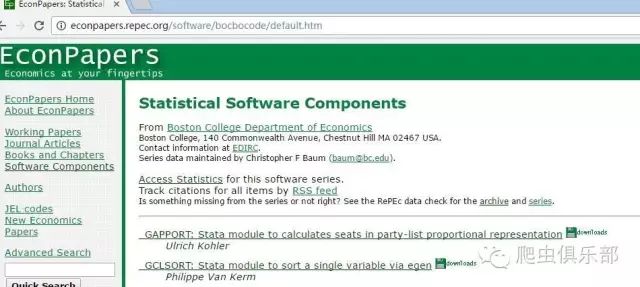 EconPapers: Statistical
econpapers.repec.org/software/bocbocode/default.htm
EconPapers
Economics at your fingertips
EconPapers Home
About EconPapers
Working Papers
Journal Articles
Books and Chapters
Software Components
Authors
JEL codes
New Economics
Papers
Advanced Search
Quick Search
Statistical Software Components
From Boston College Department of Economics
Boston College, 140 Commonwealth Avenue, Chestnut Hill MA 02467 USA.
Contact information at EDIRC.
Series data maintained by Christopher F Baum (baum@bc.edu).
Access Statistics for this software series.
Track citations for all items by RSS feed
Is something missing from the series or not right? See the RePEc data check for the archive and series.
GAPPORT: Stata module to calculates seats in party-list proportional representation downloads
Ulrich Kohler
GCLSORT: Stata module to sort a single variable via egen downloads
Philippe Van Kerm
爬虫俱乐部